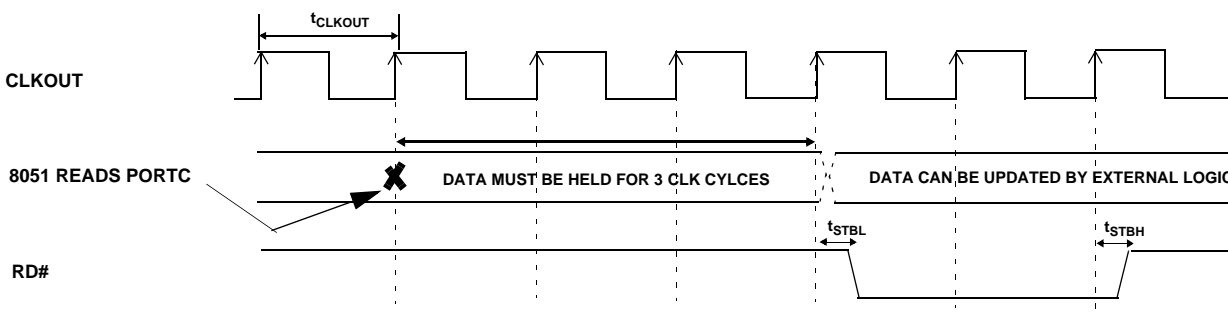 tCLKOUT
CLKOUT
8051 READS PORTC
DATA MUST BE HELD FOR 3 CLK CYLCES
DATA CAN BE UPDATED BY EXTERNAL LOGIC
tSTBL
tSTBH
RD#